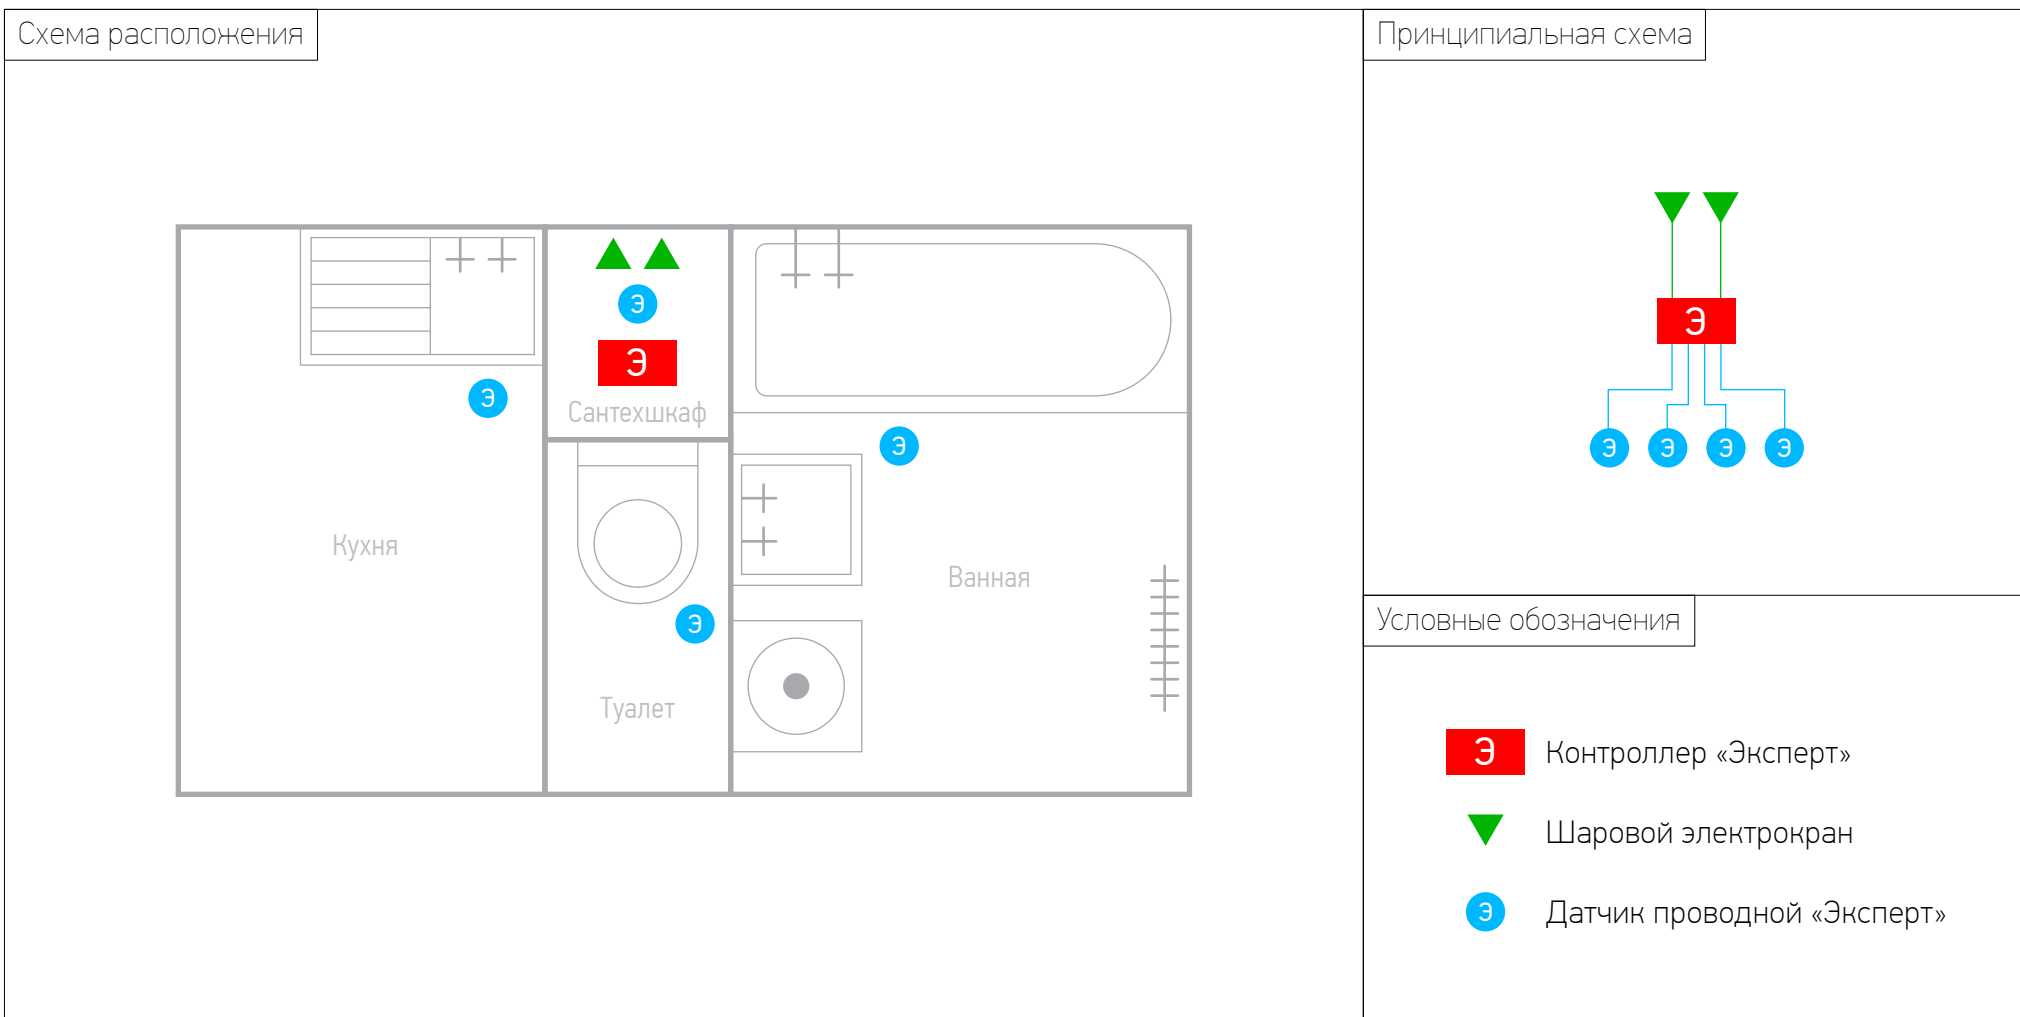 Схема расположения
Э
Э
Сантехшкаф
Э
Э
Кухня
Ванная
Э
Туалет
Принципиальная схема
Э
Э Э Э Э
Условные обозначения
Э Контроллер «Эксперт»
Шаровой электрокран
Э Датчик проводной «Эксперт»